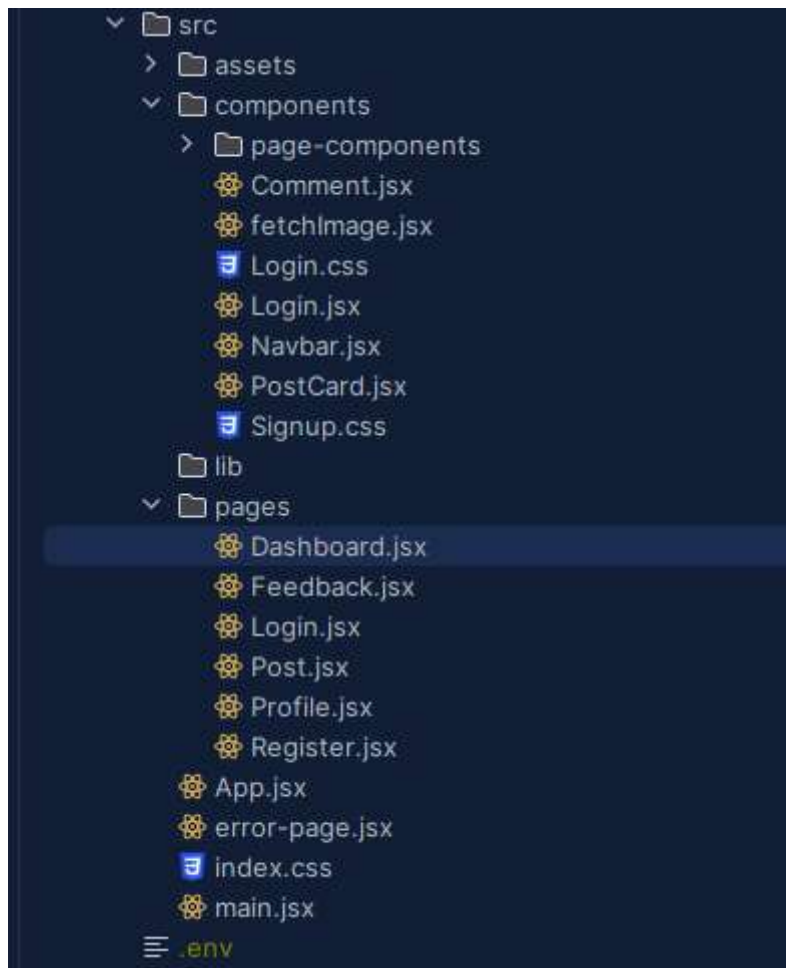 src
assets
components
page-components
Comment.jsx
fetchImage.jsx
Login.css
Login.jsx
Navbar.jsx
PostCard.jsx
Signup.css
lib
pages
Dashboard.jsx
Feedback.jsx
Login.jsx
Post.jsx
Profile.jsx
Register.jsx
App.jsx
error-page.jsx
index.css
main.jsx
.env